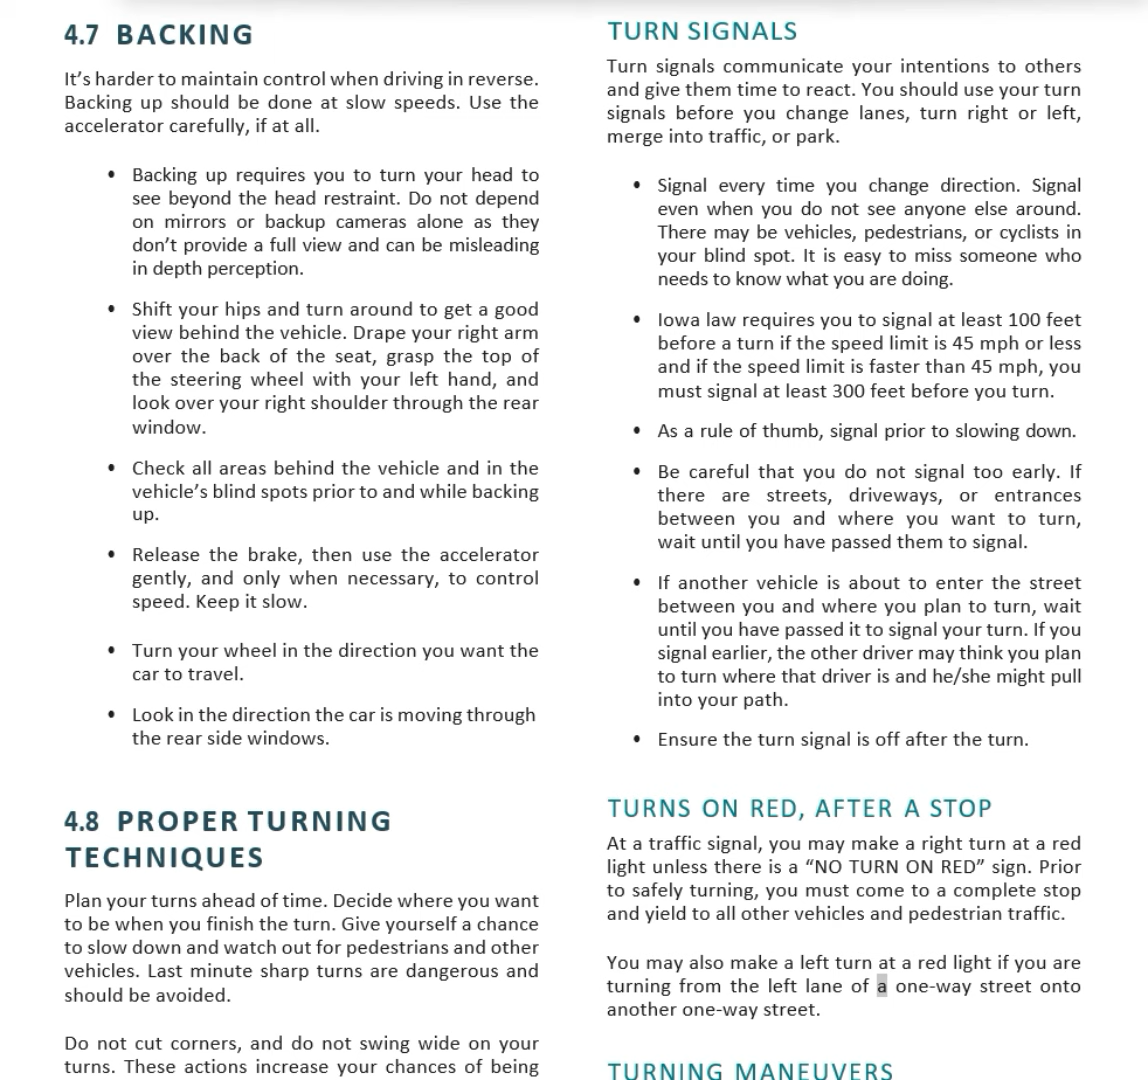 4.7 BACKING
It’s harder to maintain control when driving in reverse.
Backing up should be done at slow speeds. Use the
accelerator carefully, if at all.
• Backing up requires you to turn your head to
see beyond the head restraint. Do not depend
on mirrors or backup cameras alone as they
don’t provide a full view and can be misleading
in depth perception.
• Shift your hips and turn around to get a good
view behind the vehicle. Drape your right arm
over the back of the seat, grasp the top of
the steering wheel with your left hand, and
look over your right shoulder through the rear
window.
• Check all areas behind the vehicle and in the
vehicle’s blind spots prior to and while backing
up.
• Release the brake, then use the accelerator
gently, and only when necessary, to control
speed. Keep it slow.
• Turn your wheel in the direction you want the
car to travel.
• Look in the direction the car is moving through
the rear side windows.
4.8 PROPER TURNING
TECHNIQUES
Plan your turns ahead of time. Decide where you want
to be when you finish the turn. Give yourself a chance
to slow down and watch out for pedestrians and other
vehicles. Last minute sharp turns are dangerous and
should be avoided.
Do not cut corners, and do not swing wide on your
turns. These actions increase your chances of being
TURN SIGNALS
Turn signals communicate your intentions to others
and give them time to react. You should use your turn
signals before you change lanes, turn right or left,
merge into traffic, or park.
• Signal every time you change direction. Signal
even when you do not see anyone else around.
There may be vehicles, pedestrians, or cyclists in
your blind spot. It is easy to miss someone who
needs to know what you are doing.
• Iowa law requires you to signal at least 100 feet
before a turn if the speed limit is 45 mph or less
and if the speed limit is faster than 45 mph, you
must signal at least 300 feet before you turn.
• As a rule of thumb, signal prior to slowing down.
• Be careful that you do not signal too early. If
there are streets, driveways, or entrances
between you and where you want to turn,
wait until you have passed them to signal.
• If another vehicle is about to enter the street
between you and where you plan to turn, wait
until you have passed it to signal your turn. If you
signal earlier, the other driver may think you plan
to turn where that driver is and he/she might pull
into your path.
• Ensure the turn signal is off after the turn.
TURNS ON RED, AFTER A STOP
At a traffic signal, you may make a right turn at a red
light unless there is a “NO TURN ON RED” sign. Prior
to safely turning, you must come to a complete stop
and yield to all other vehicles and pedestrian traffic.
You may also make a left turn at a red light if you are
turning from the left lane of a one-way street onto
another one-way street.
TURNING MANEUVERS